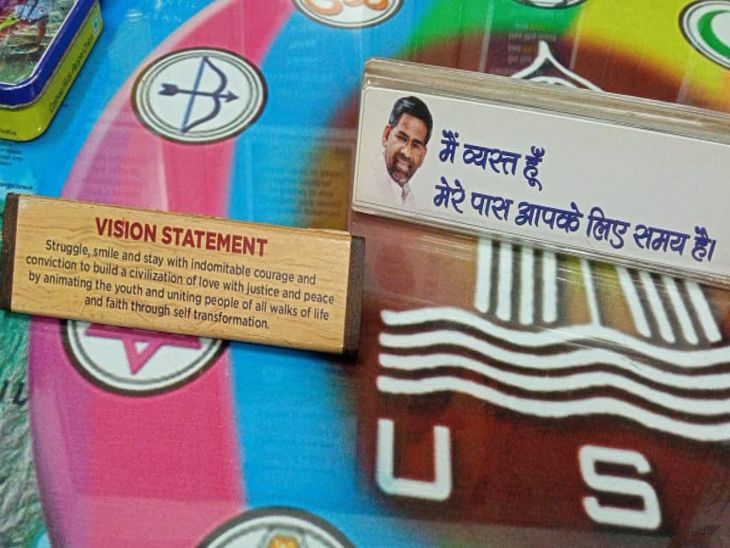 मैं व्यस्त हूँ
मेरे पास आपके लिए समय है।
VISION STATEMENT
Struggle, smile and stay with indomitable courage and
conviction to build a civilization of love with justice and peace
by animating the youth and uniting people of all walks of life
and faith through self transformation.
U S